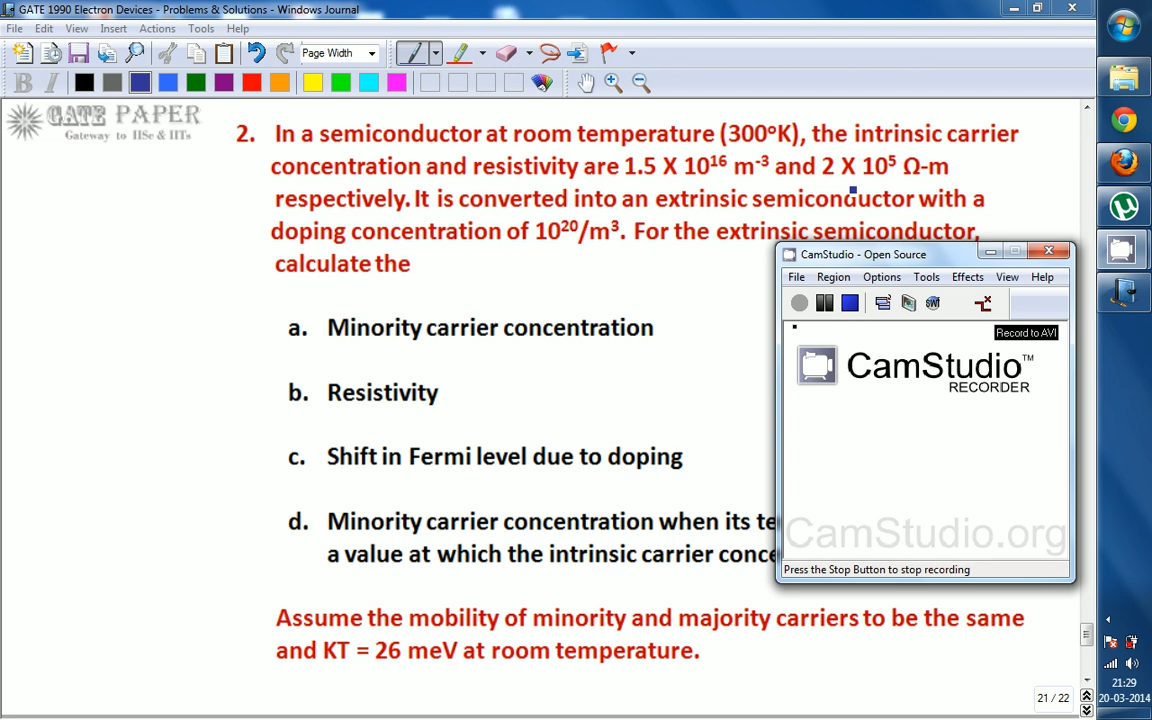 GATE 1990 Electron Devices - Problems & Solutions - Windows Journal
File Edit View Insert Actions Tools Help
Page Width
B I
GATE PAPER
Gateway to IISc & IITs
2. In a semiconductor at room temperature (300ºK), the intrinsic carrier
concentration and resistivity are 1.5 X 10¹⁶ m⁻³ and 2 X 10⁵ Ω-m
respectively. It is converted into an extrinsic semiconductor with a
doping concentration of 10²⁰/m³. For the extrinsic semiconductor,
calculate the
a. Minority carrier concentration
b. Resistivity
c. Shift in Fermi level due to doping
d. Minority carrier concentration when its te
a value at which the intrinsic carrier conce
Assume the mobility of minority and majority carriers to be the same
and KT = 26 meV at room temperature.
CamStudio - Open Source
File Region Options Tools Effects View Help
SWF
Record to AVI
CamStudio™
RECORDER
CamStudio.org
Press the Stop Button to stop recording
21 / 22
21:29
20-03-2014